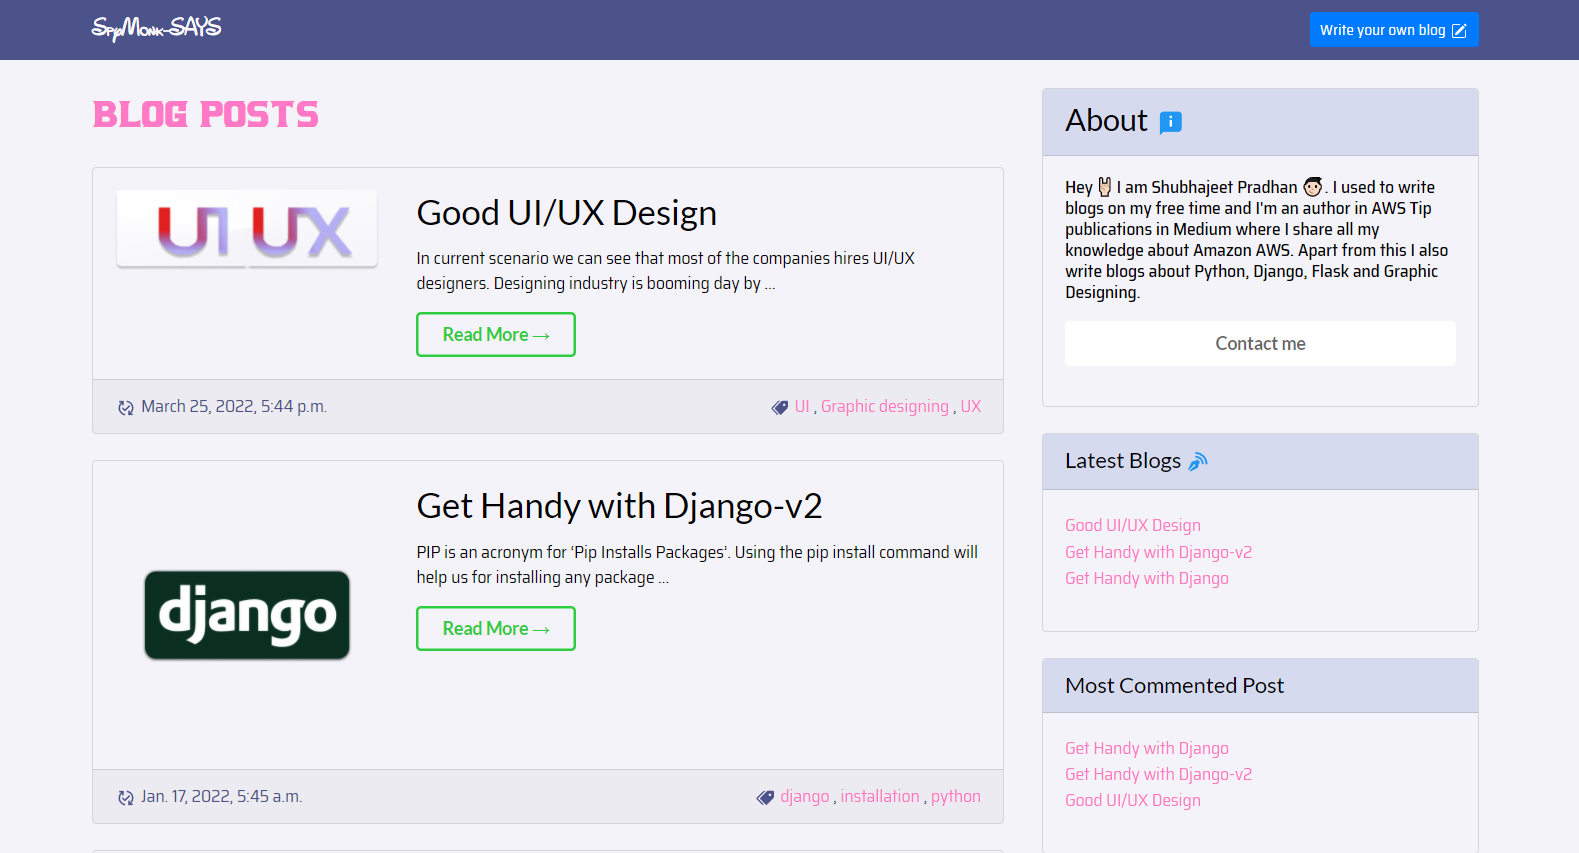 SpyMonk-SAYS
Write your own blog
BLOG POSTS
UI UX
Good UI/UX Design
In current scenario we can see that most of the companies hires UI/UX
designers. Designing industry is booming day by ...
Read More →
March 25, 2022, 5:44 p.m.
UI , Graphic designing , UX
django
Get Handy with Django-v2
PIP is an acronym for ‘Pip Installs Packages’. Using the pip install command will
help us for installing any package ...
Read More →
Jan. 17, 2022, 5:45 a.m.
django , installation , python
About
Hey 🤘🏻 I am Shubhajeet Pradhan 👦🏻. I used to write
blogs on my free time and I'm an author in AWS Tip
publications in Medium where I share all my
knowledge about Amazon AWS. Apart from this I also
write blogs about Python, Django, Flask and Graphic
Designing.
Contact me
Latest Blogs
Good UI/UX Design
Get Handy with Django-v2
Get Handy with Django
Most Commented Post
Get Handy with Django
Get Handy with Django-v2
Good UI/UX Design